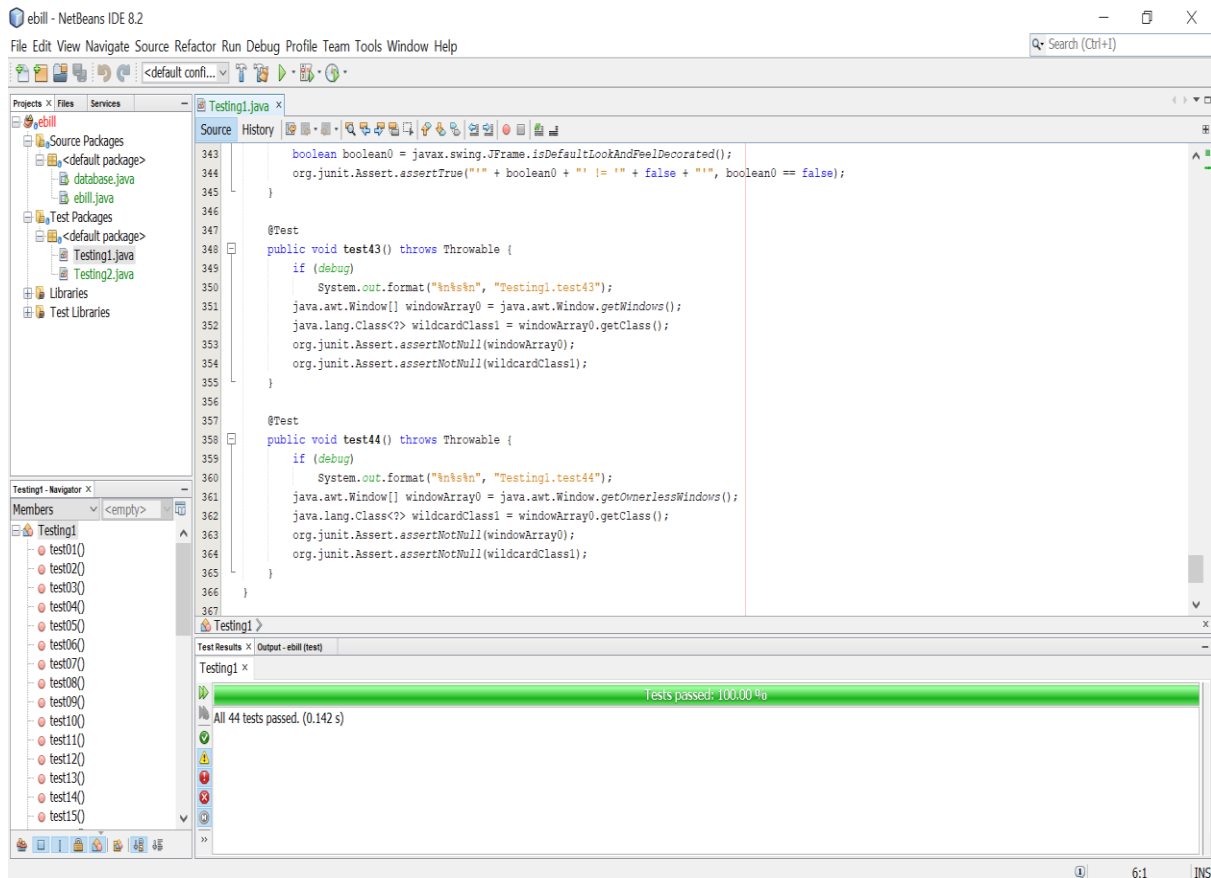 ebill - NetBeans IDE 8.2
File Edit View Navigate Source Refactor Run Debug Profile Team Tools Window Help
Search (Ctrl+I)
<default confi...
Projects Files Services
ebill
Source Packages
<default package>
database.java
ebill.java
Test Packages
<default package>
Testing1.java
Testing2.java
Libraries
Test Libraries
Testing1.java
Source History
343 boolean boolean0 = javax.swing.JFrame.isDefaultLookAndFeelDecorated();
344 org.junit.Assert.assertTrue("'" + boolean0 + "' != '" + false + "'", boolean0 == false);
345 }
346
347 @Test
348 public void test43() throws Throwable {
349 if (debug)
350 System.out.format("%n%s%n", "Testing1.test43");
351 java.awt.Window[] windowArray0 = java.awt.Window.getWindows();
352 java.lang.Class<?> wildcardClass1 = windowArray0.getClass();
353 org.junit.Assert.assertNotNull(windowArray0);
354 org.junit.Assert.assertNotNull(wildcardClass1);
355 }
356
357 @Test
358 public void test44() throws Throwable {
359 if (debug)
360 System.out.format("%n%s%n", "Testing1.test44");
361 java.awt.Window[] windowArray0 = java.awt.Window.getOwnerlessWindows();
362 java.lang.Class<?> wildcardClass1 = windowArray0.getClass();
363 org.junit.Assert.assertNotNull(windowArray0);
364 org.junit.Assert.assertNotNull(wildcardClass1);
365 }
366 }
367
Testing1
Testing1 - Navigator
Members <empty>
Testing1
test01()
test02()
test03()
test04()
test05()
test06()
test07()
test08()
test09()
test10()
test11()
test12()
test13()
test14()
test15()
Test Results Output - ebill (test)
Testing1
Tests passed: 100.00 %
All 44 tests passed. (0.142 s)
6:1 INS